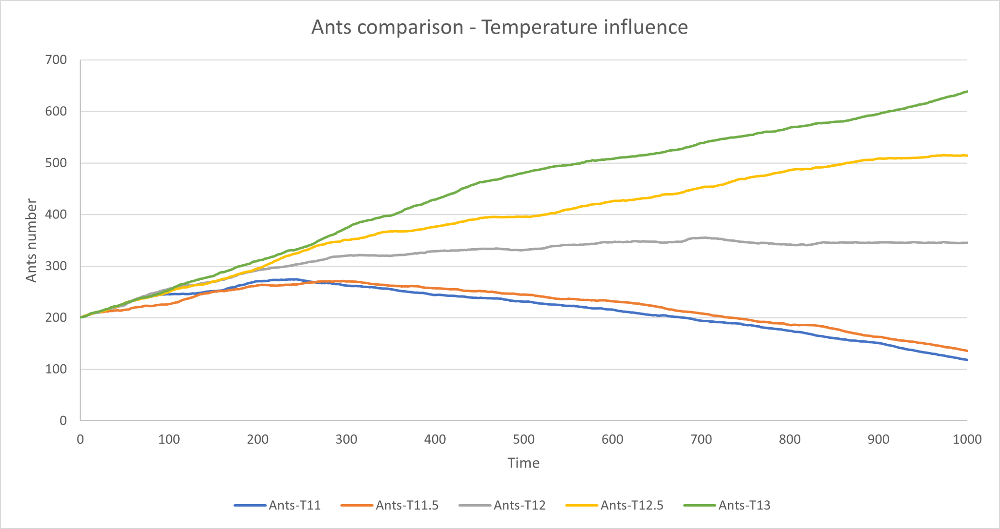 Ants comparison - Temperature influence
Ants number
700
600
500
400
300
200
100
0
0 100 200 300 400 500 600 700 800 900 1000
Time
Ants-T11 Ants-T11.5 Ants-T12 Ants-T12.5 Ants-T13